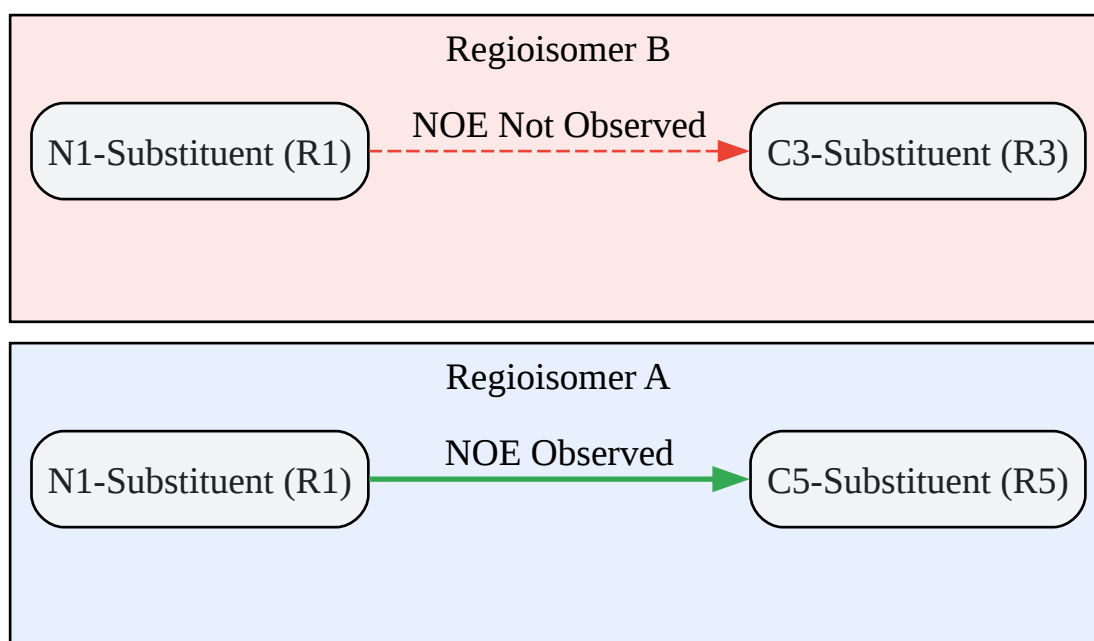 Regioisomer B
N1-Substituent (R1)
NOE Not Observed
C3-Substituent (R3)
Regioisomer A
N1-Substituent (R1)
NOE Observed
C5-Substituent (R5)